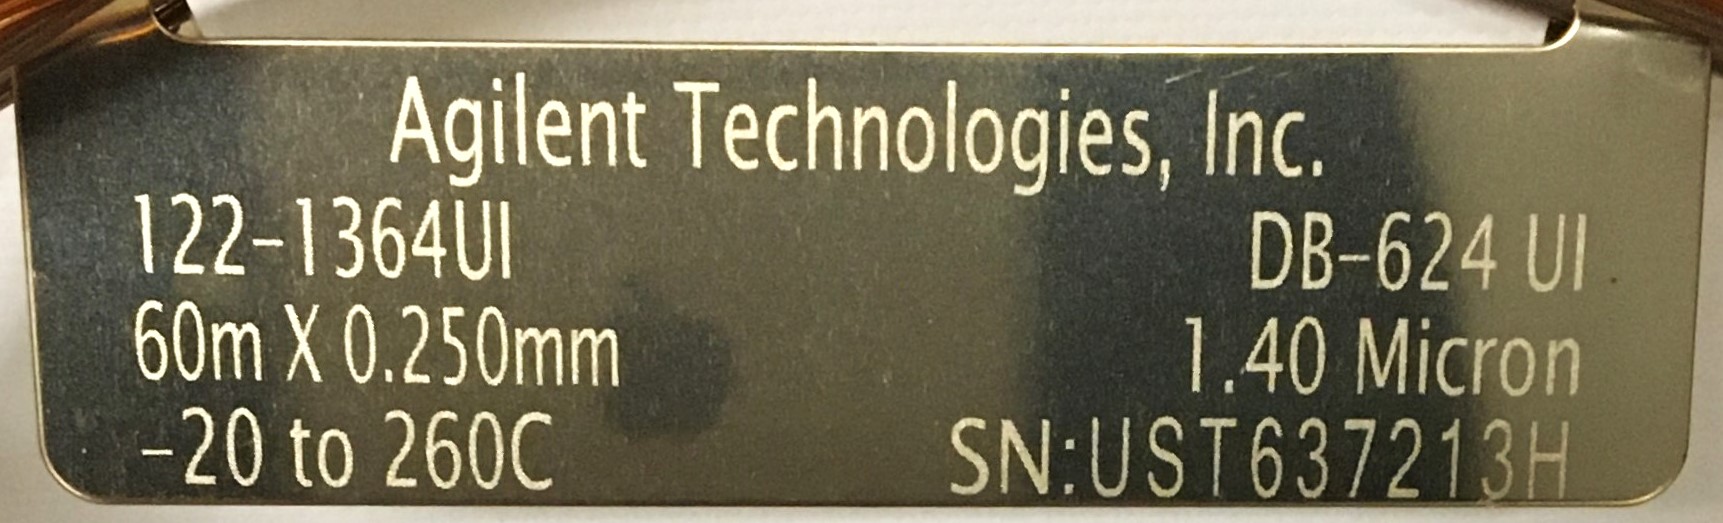 Agilent Technologies, Inc.
122-1364UI DB-624 UI
60m X 0.250mm 1.40 Micron
-20 to 260C SN:UST637213H